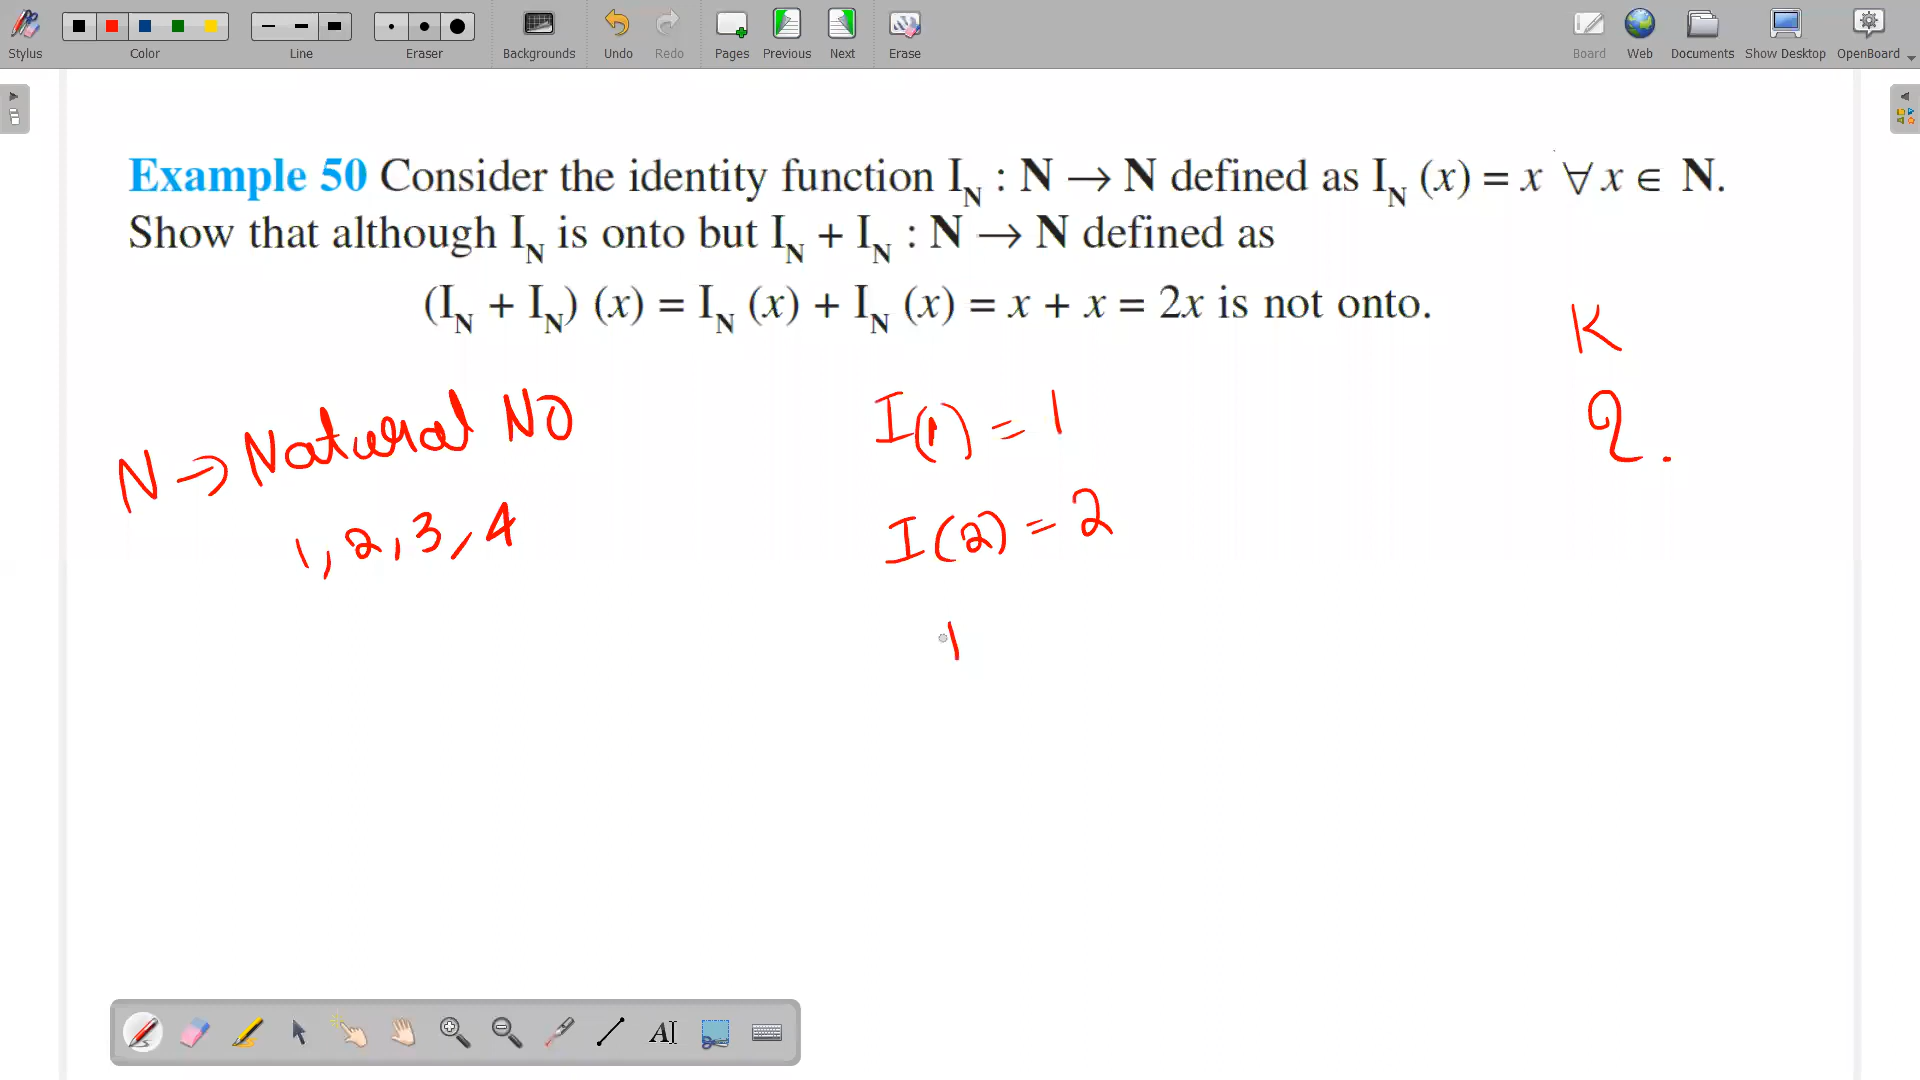 Stylus Color Line Eraser Backgrounds Undo Redo Pages Previous Next Erase Board Web Documents Show Desktop OpenBoard
Example 50 Consider the identity function I_N : N → N defined as I_N (x) = x ∀ x ∈ N.
Show that although I_N is onto but I_N + I_N : N → N defined as
(I_N + I_N) (x) = I_N (x) + I_N (x) = x + x = 2x is not onto.
N → Natural NO
1, 2, 3, 4
I(1) = 1
I(2) = 2
1
K
Q.
AI